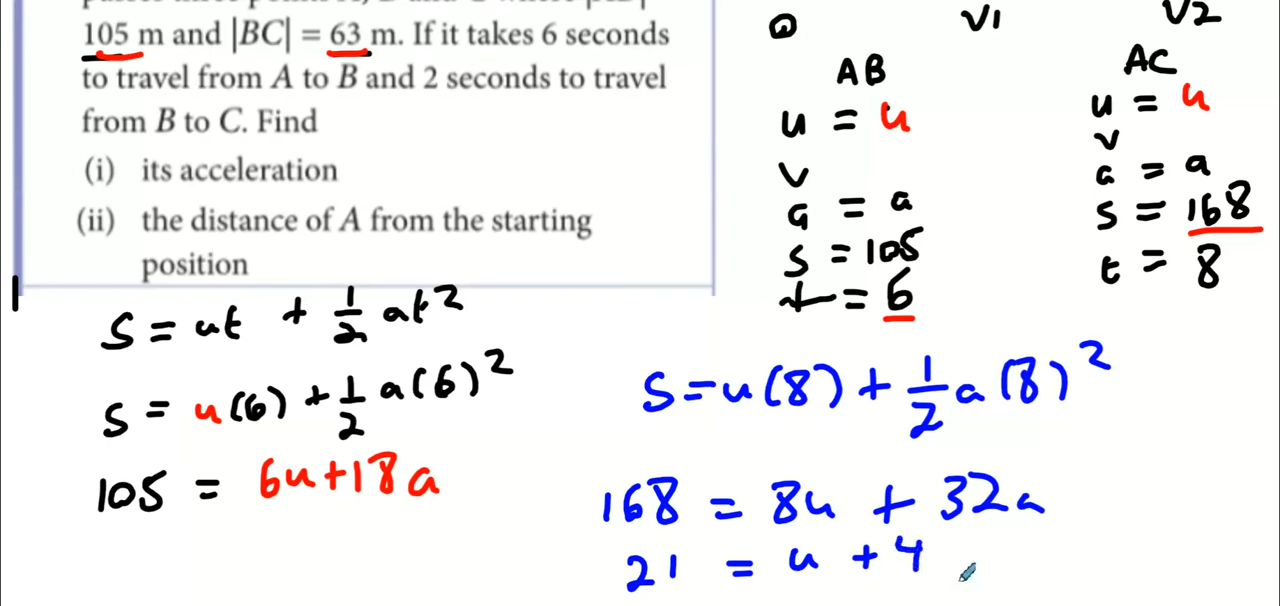 105 m and |BC| = 63 m. If it takes 6 seconds
to travel from A to B and 2 seconds to travel
from B to C. Find
(i) its acceleration
(ii) the distance of A from the starting
position
S = ut + 1/2 at²
S = u(6) + 1/2 a(6)²
105 = 6u + 18a
0 V1 V2
AB
u = u
v
a = a
s = 105
t = 6
AC
u = u
v
a = a
s = 168
t = 8
S = u(8) + 1/2 a(8)²
168 = 8u + 32a
21 = u + 4